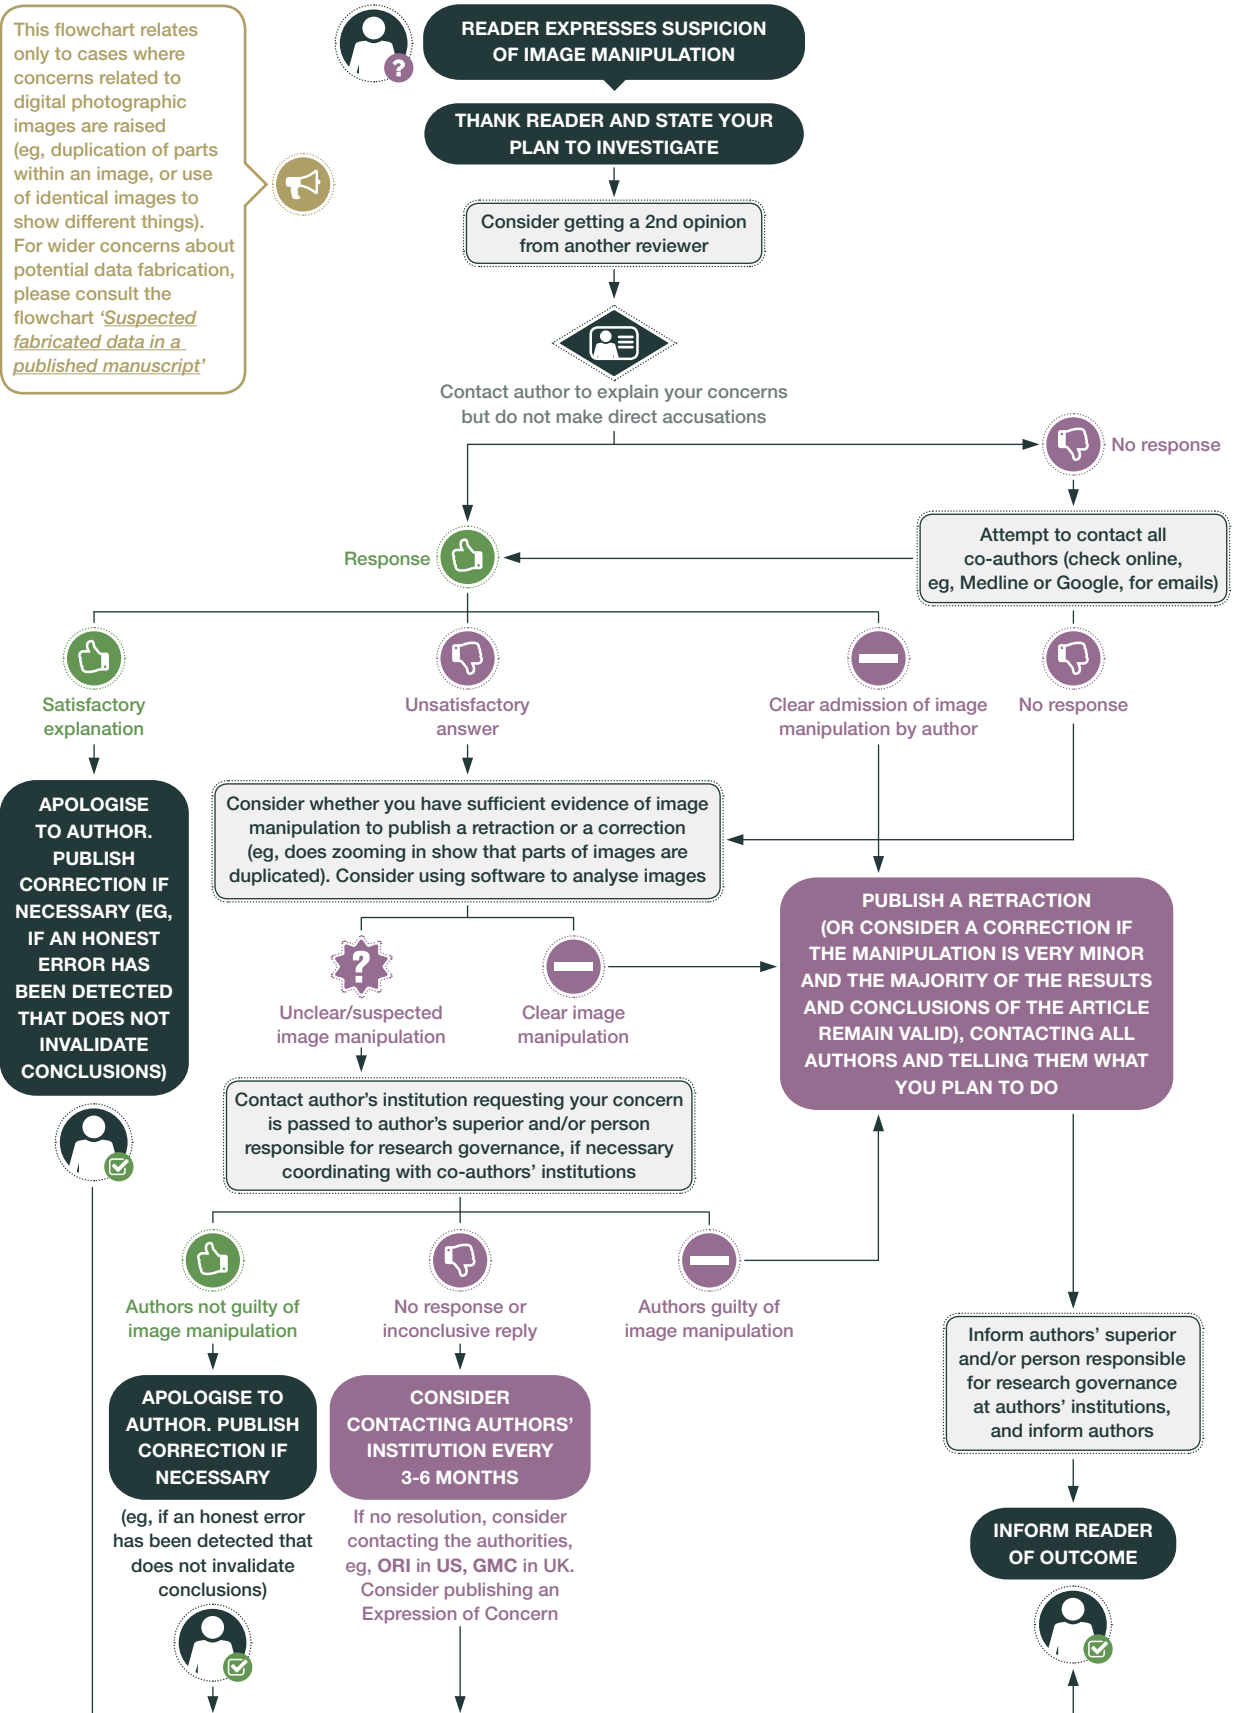 This flowchart relates
only to cases where
concerns related to
digital photographic
images are raised
(eg, duplication of parts
within an image, or use
of identical images to
show different things).
For wider concerns about
potential data fabrication,
please consult the
flowchart ‘Suspected
fabricated data in a
published manuscript’
?
READER EXPRESSES SUSPICION
OF IMAGE MANIPULATION
THANK READER AND STATE YOUR
PLAN TO INVESTIGATE
Consider getting a 2nd opinion
from another reviewer
Contact author to explain your concerns
but do not make direct accusations
No response
Attempt to contact all
co-authors (check online,
eg, Medline or Google, for emails)
Response
Satisfactory
explanation
Unsatisfactory
answer
Clear admission of image
manipulation by author
No response
APOLOGISE
TO AUTHOR.
PUBLISH
CORRECTION IF
NECESSARY (EG,
IF AN HONEST
ERROR HAS
BEEN DETECTED
THAT DOES NOT
INVALIDATE
CONCLUSIONS)
Consider whether you have sufficient evidence of image
manipulation to publish a retraction or a correction
(eg, does zooming in show that parts of images are
duplicated). Consider using software to analyse images
?
Unclear/suspected
image manipulation
Clear image
manipulation
PUBLISH A RETRACTION
(OR CONSIDER A CORRECTION IF
THE MANIPULATION IS VERY MINOR
AND THE MAJORITY OF THE RESULTS
AND CONCLUSIONS OF THE ARTICLE
REMAIN VALID), CONTACTING ALL
AUTHORS AND TELLING THEM WHAT
YOU PLAN TO DO
Contact author’s institution requesting your concern
is passed to author’s superior and/or person
responsible for research governance, if necessary
coordinating with co-authors’ institutions
Authors not guilty of
image manipulation
No response or
inconclusive reply
Authors guilty of
image manipulation
APOLOGISE TO
AUTHOR. PUBLISH
CORRECTION IF
NECESSARY
(eg, if an honest error
has been detected that
does not invalidate
conclusions)
CONSIDER
CONTACTING AUTHORS’
INSTITUTION EVERY
3-6 MONTHS
If no resolution, consider
contacting the authorities,
eg, ORI in US, GMC in UK.
Consider publishing an
Expression of Concern
Inform authors’ superior
and/or person responsible
for research governance
at authors’ institutions,
and inform authors
INFORM READER
OF OUTCOME